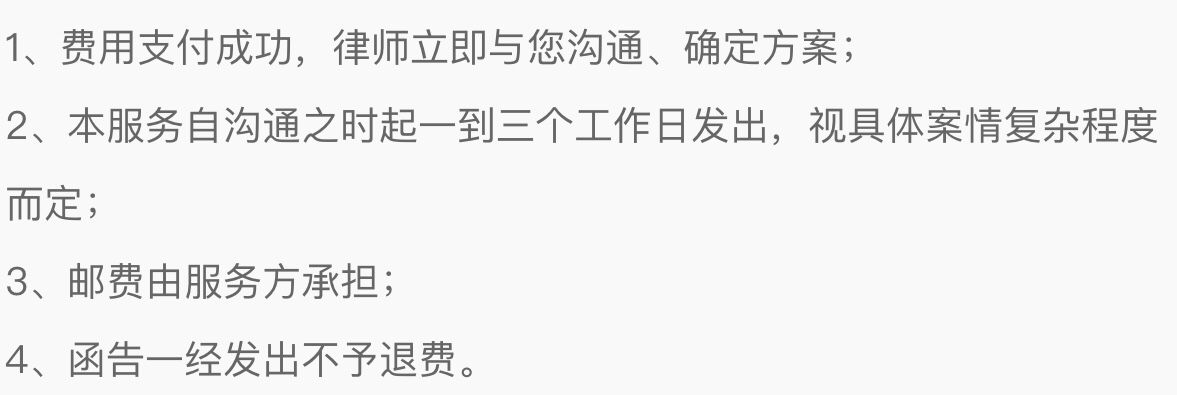 1、费用支付成功，律师立即与您沟通、确定方案；
2、本服务自沟通之时起一到三个工作日发出，视具体案情复杂程度
而定；
3、邮费由服务方承担；
4、函告一经发出不予退费。